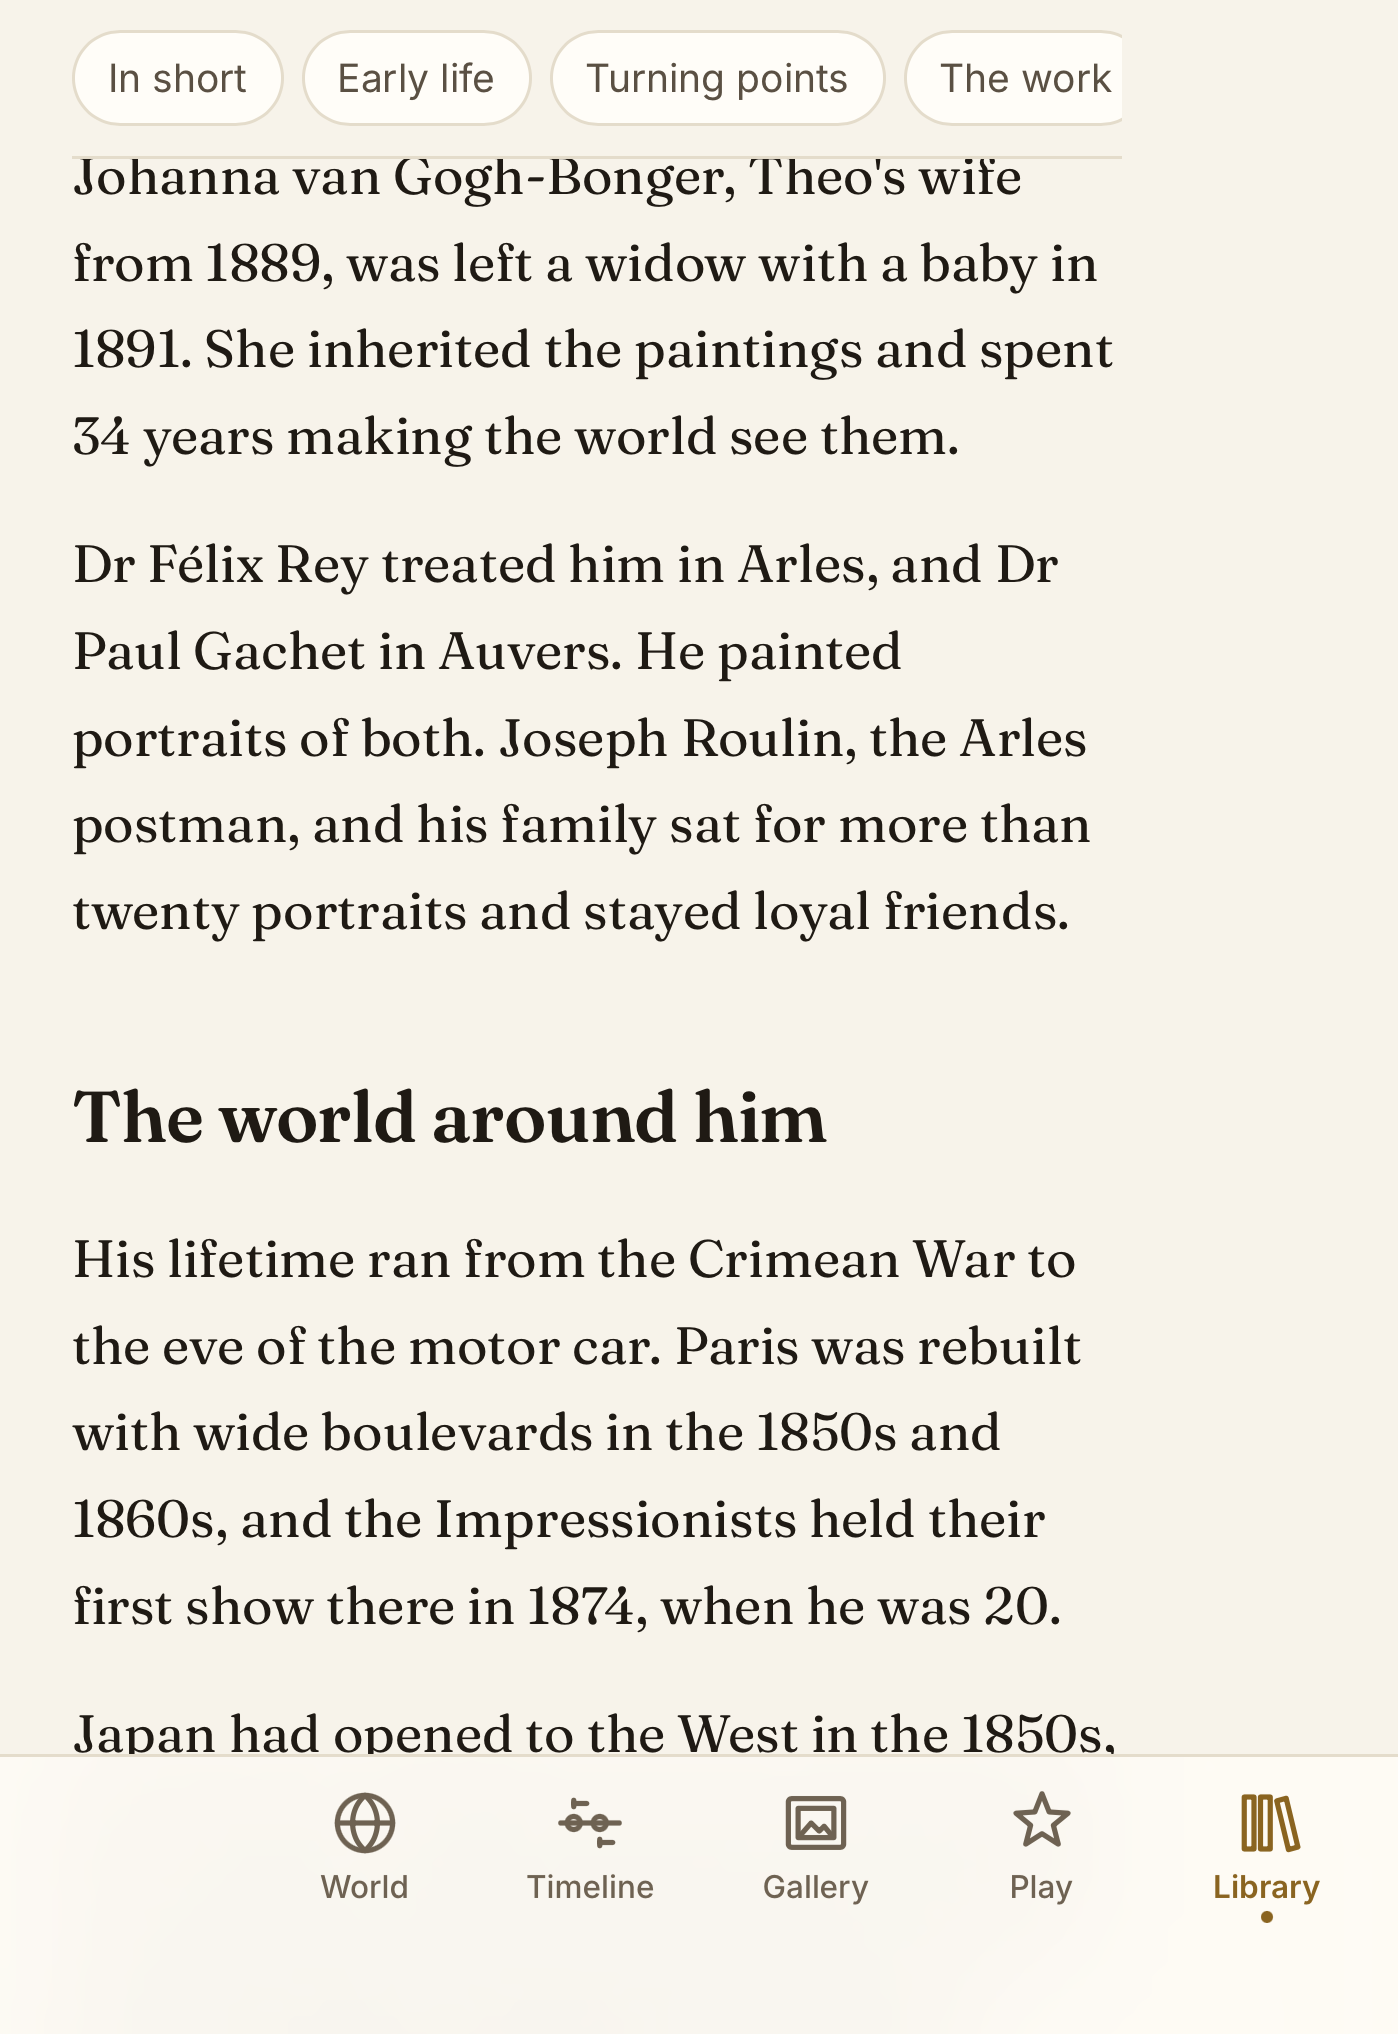 In short
Early life
Turning points
The work
Johanna van Gogh-Bonger, Theo's wife
from 1889, was left a widow with a baby in
1891. She inherited the paintings and spent
34 years making the world see them.
Dr Félix Rey treated him in Arles, and Dr
Paul Gachet in Auvers. He painted
portraits of both. Joseph Roulin, the Arles
postman, and his family sat for more than
twenty portraits and stayed loyal friends.
The world around him
His lifetime ran from the Crimean War to
the eve of the motor car. Paris was rebuilt
with wide boulevards in the 1850s and
1860s, and the Impressionists held their
first show there in 1874, when he was 20.
Japan had opened to the West in the 1850s,
World
Timeline
Gallery
Play
Library